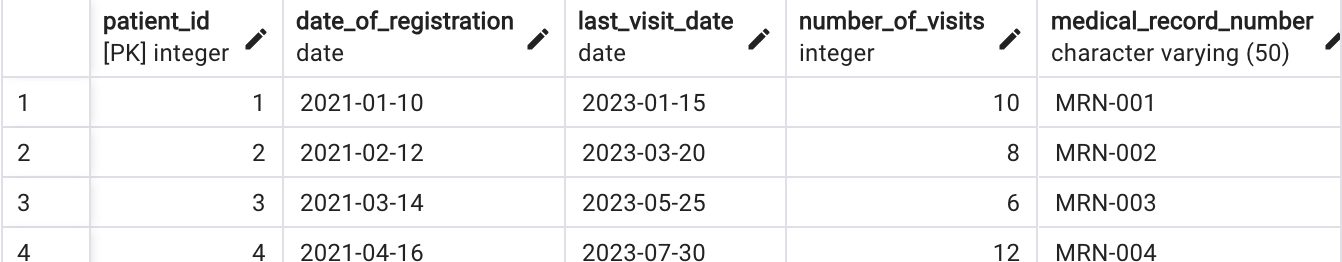 patient_id date_of_registration last_visit_date number_of_visits medical_record_number
[PK] integer date date integer character varying (50)
1 1 2021-01-10 2023-01-15 10 MRN-001
2 2 2021-02-12 2023-03-20 8 MRN-002
3 3 2021-03-14 2023-05-25 6 MRN-003
4 4 2021-04-16 2023-07-30 12 MRN-004